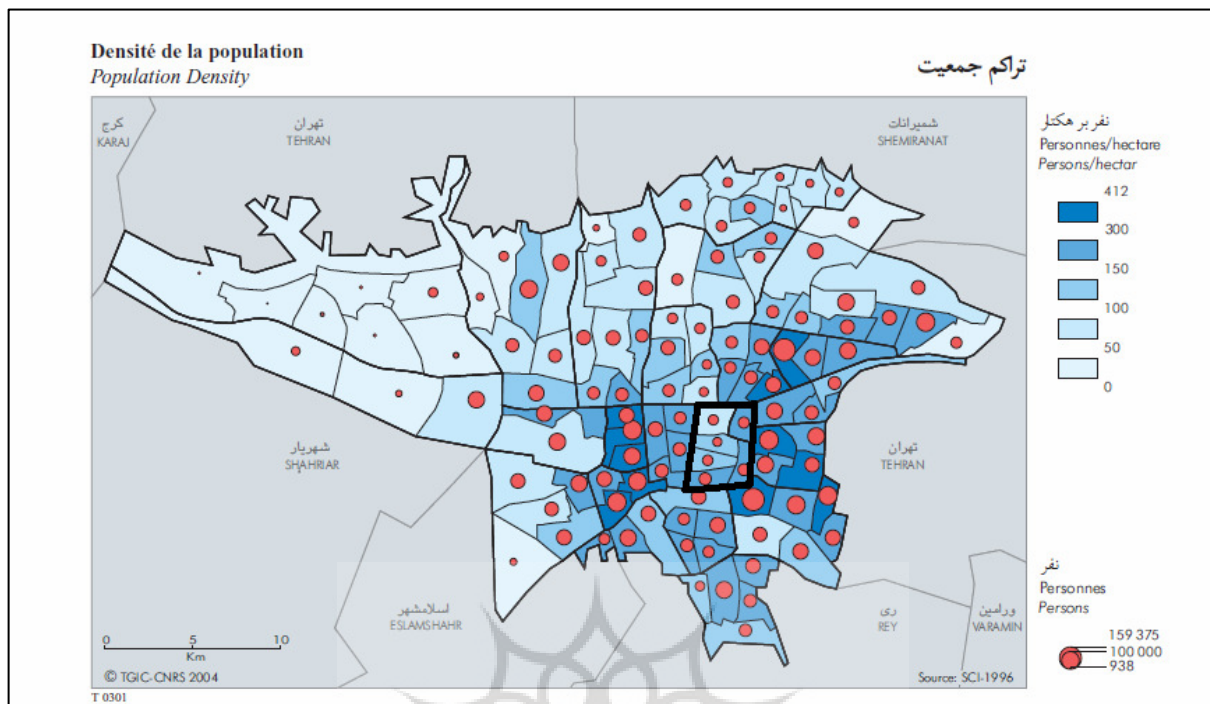 Densité de la population
Population Density
تراکم جمعیت
کرج
KARAJ
تهران
TEHRAN
شمیرانات
SHEMIRANAT
شهریار
SHAHRIAR
تهران
TEHRAN
اسلامشهر
ESLAMSHAHR
ری
REY
ورامین
VARAMIN
0 5 10
Km
© TGIC-CNRS 2004
Source: SCI-1996
T 0301
نفر بر هکتار
Personnes/hectare
Persons/hectar
412
300
150
100
50
0
نفر
Personnes
Persons
159 375
100 000
938